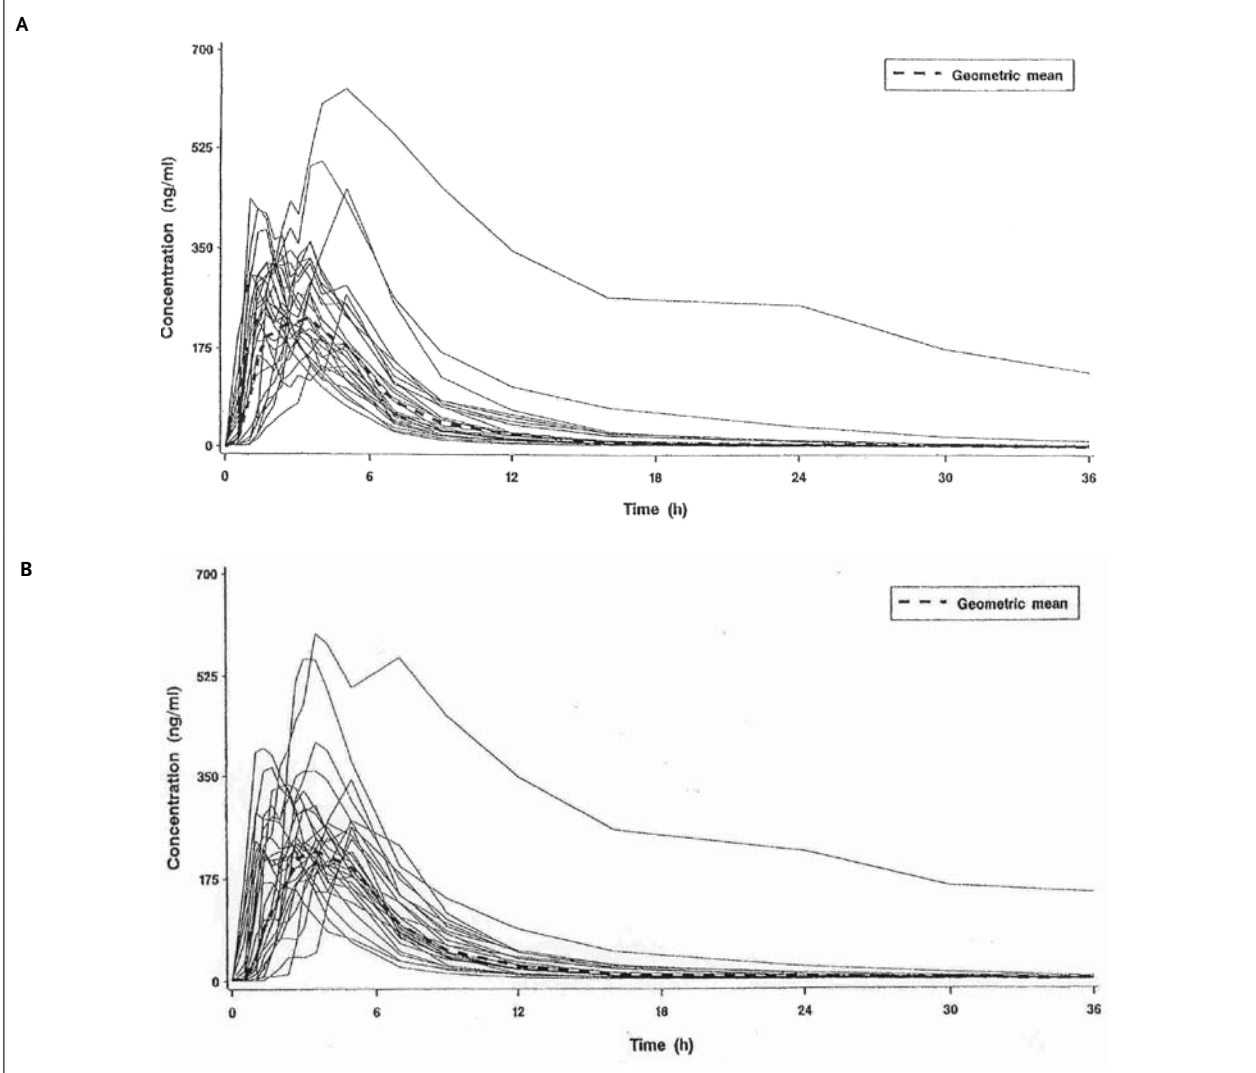 A
700
525
350
175
0
Concentration (ng/ml)
Geometric mean
0 6 12 18 24 30 36
Time (h)
B
700
525
350
175
0
Concentration (ng/ml)
Geometric mean
0 6 12 18 24 30 36
Time (h)